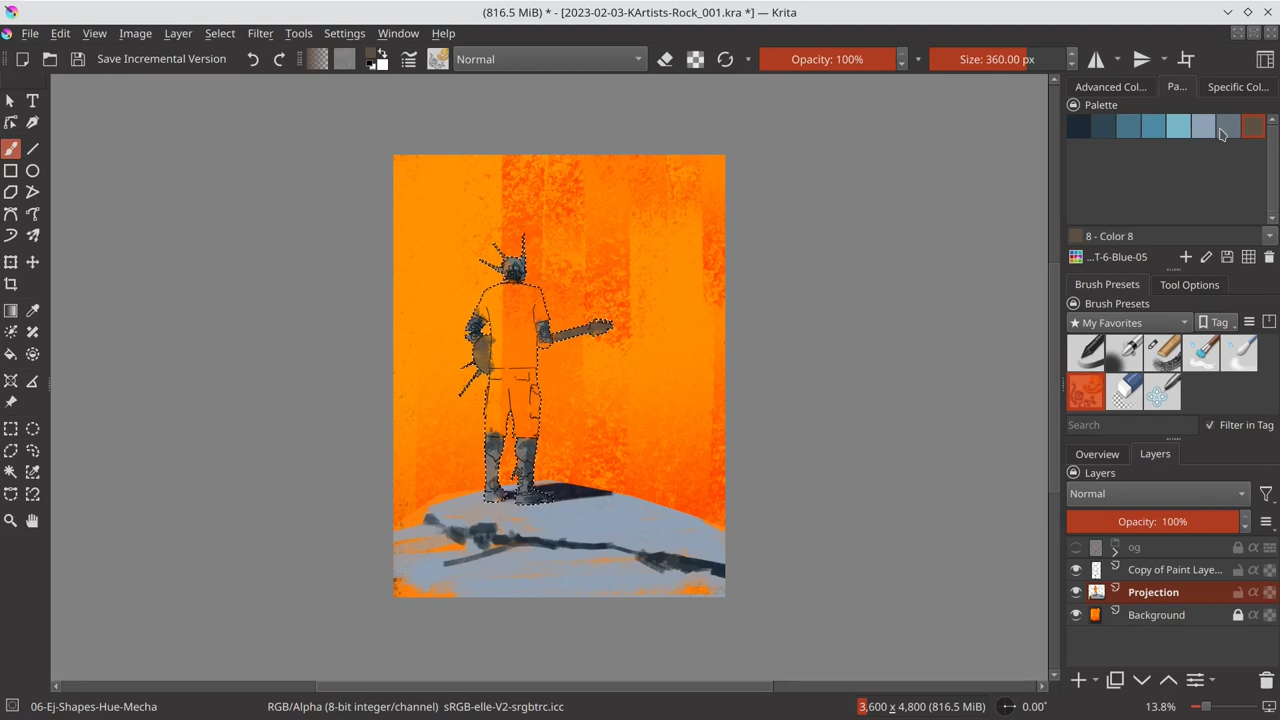 (816.5 MiB) * - [2023-02-03-KArtists-Rock_001.kra *] — Krita
File Edit View Image Layer Select Filter Tools Settings Window Help
Save Incremental Version Normal Opacity: 100% Size: 360.00 px
Advanced Col... Pa... Specific Col...
Palette
8 - Color 8
...T-6-Blue-05
Brush Presets Tool Options
Brush Presets
★ My Favorites Tag
Search Filter in Tag
Overview Layers
Layers
Normal
Opacity: 100%
og
Copy of Paint Laye...
Projection
Background
06-Ej-Shapes-Hue-Mecha RGB/Alpha (8-bit integer/channel) sRGB-elle-V2-srgbtrc.icc 3,600 x 4,800 (816.5 MiB) 0.00° 13.8%